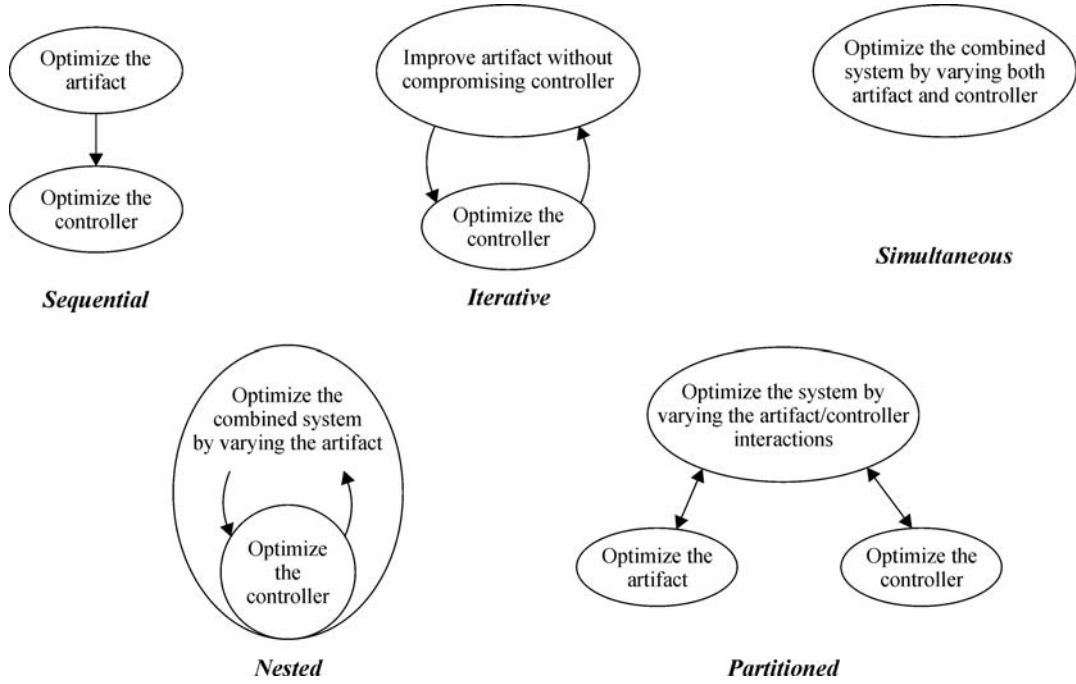 Optimize the
artifact
Optimize the
controller
Sequential
Improve artifact without
compromising controller
Optimize the
controller
Iterative
Optimize the combined
system by varying both
artifact and controller
Simultaneous
Optimize the
combined system
by varying the artifact
Optimize
the
controller
Nested
Optimize the system by
varying the artifact/controller
interactions
Optimize the
artifact
Optimize the
controller
Partitioned